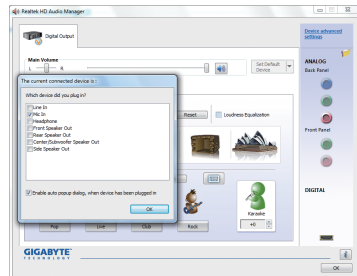 Realtek HD Audio Manager
Digital Output
Device advanced
settings
Main Volume
L
R
Set Default
Device
ANALOG
Back Panel
The current connected device is :
Which device did you plug in?
Line In
Mic In
Headphone
Front Speaker Out
Rear Speaker Out
Center/Subwoofer Speaker Out
Side Speaker Out
Reset
Loudness Equalization
Front Panel
Enable auto popup dialog, when device has been plugged in
OK
DIGITAL
Karaoke
+0
Pop
Live
Club
Rock
GIGABYTE
TECHNOLOGY
OK